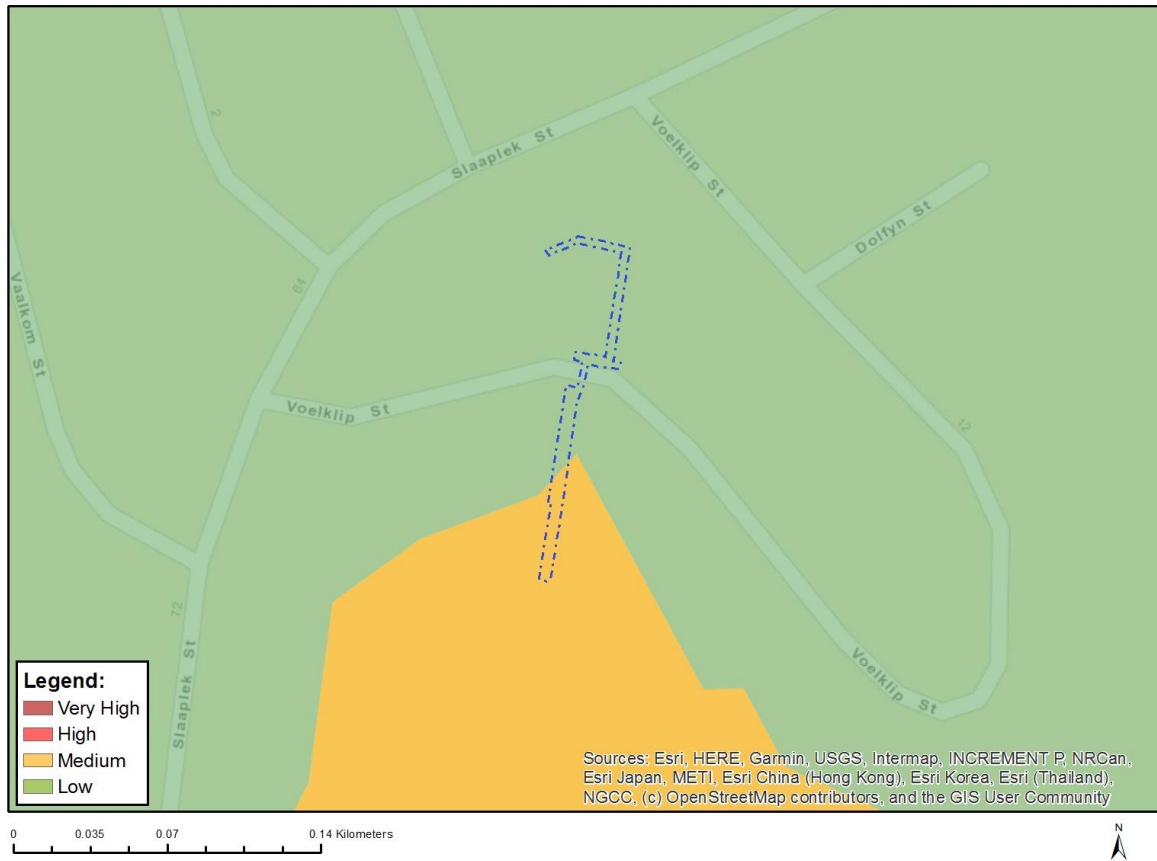 2
Slaaplek St
Voelklip St
Dolfyn St
64
Vaalkom St
Voelklip St
12
72
Slaaplek St
Voelklip St
Legend:
Very High
High
Medium
Low
Sources: Esri, HERE, Garmin, USGS, Intermap, INCREMENT P, NRCan,
Esri Japan, METI, Esri China (Hong Kong), Esri Korea, Esri (Thailand),
NGCC, (c) OpenStreetMap contributors, and the GIS User Community
0 0.035 0.07 0.14 Kilometers
N